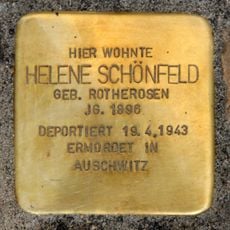 HIER WOHNTE
HELENE SCHÖNFELD
GEB. ROTHEROSEN
JG. 1896
DEPORTIERT 19.4.1943
ERMORDET IN
AUSCHWITZ